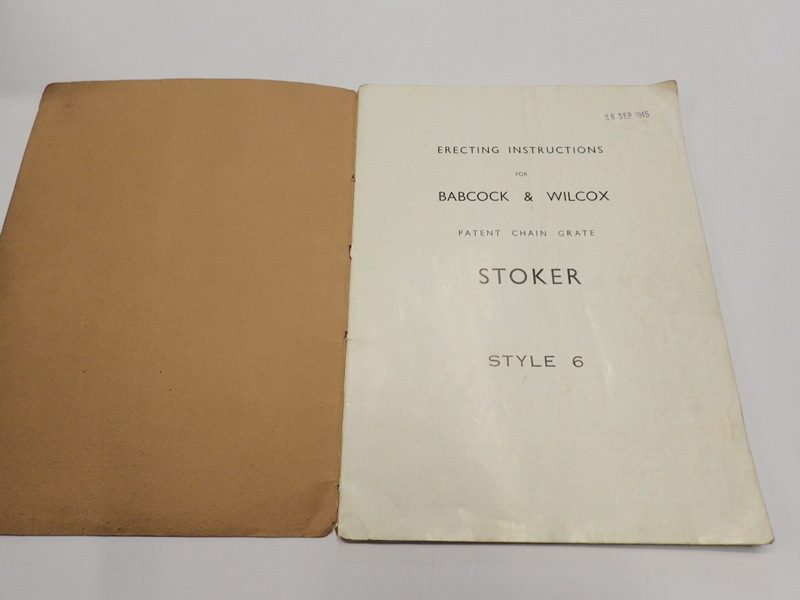 26 SEP 1945
ERECTING INSTRUCTIONS
FOR
BABCOCK & WILCOX
PATENT CHAIN GRATE
STOKER
STYLE 6